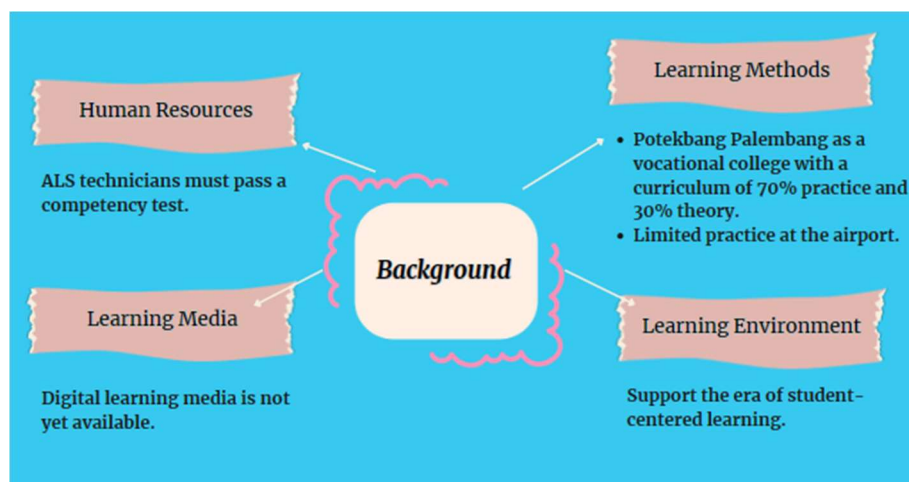 Human Resources
ALS technicians must pass a
competency test.
Learning Methods
• Potekbang Palembang as a
vocational college with a
curriculum of 70% practice and
30% theory.
• Limited practice at the airport.
Background
Learning Media
Digital learning media is not
yet available.
Learning Environment
Support the era of student-
centered learning.